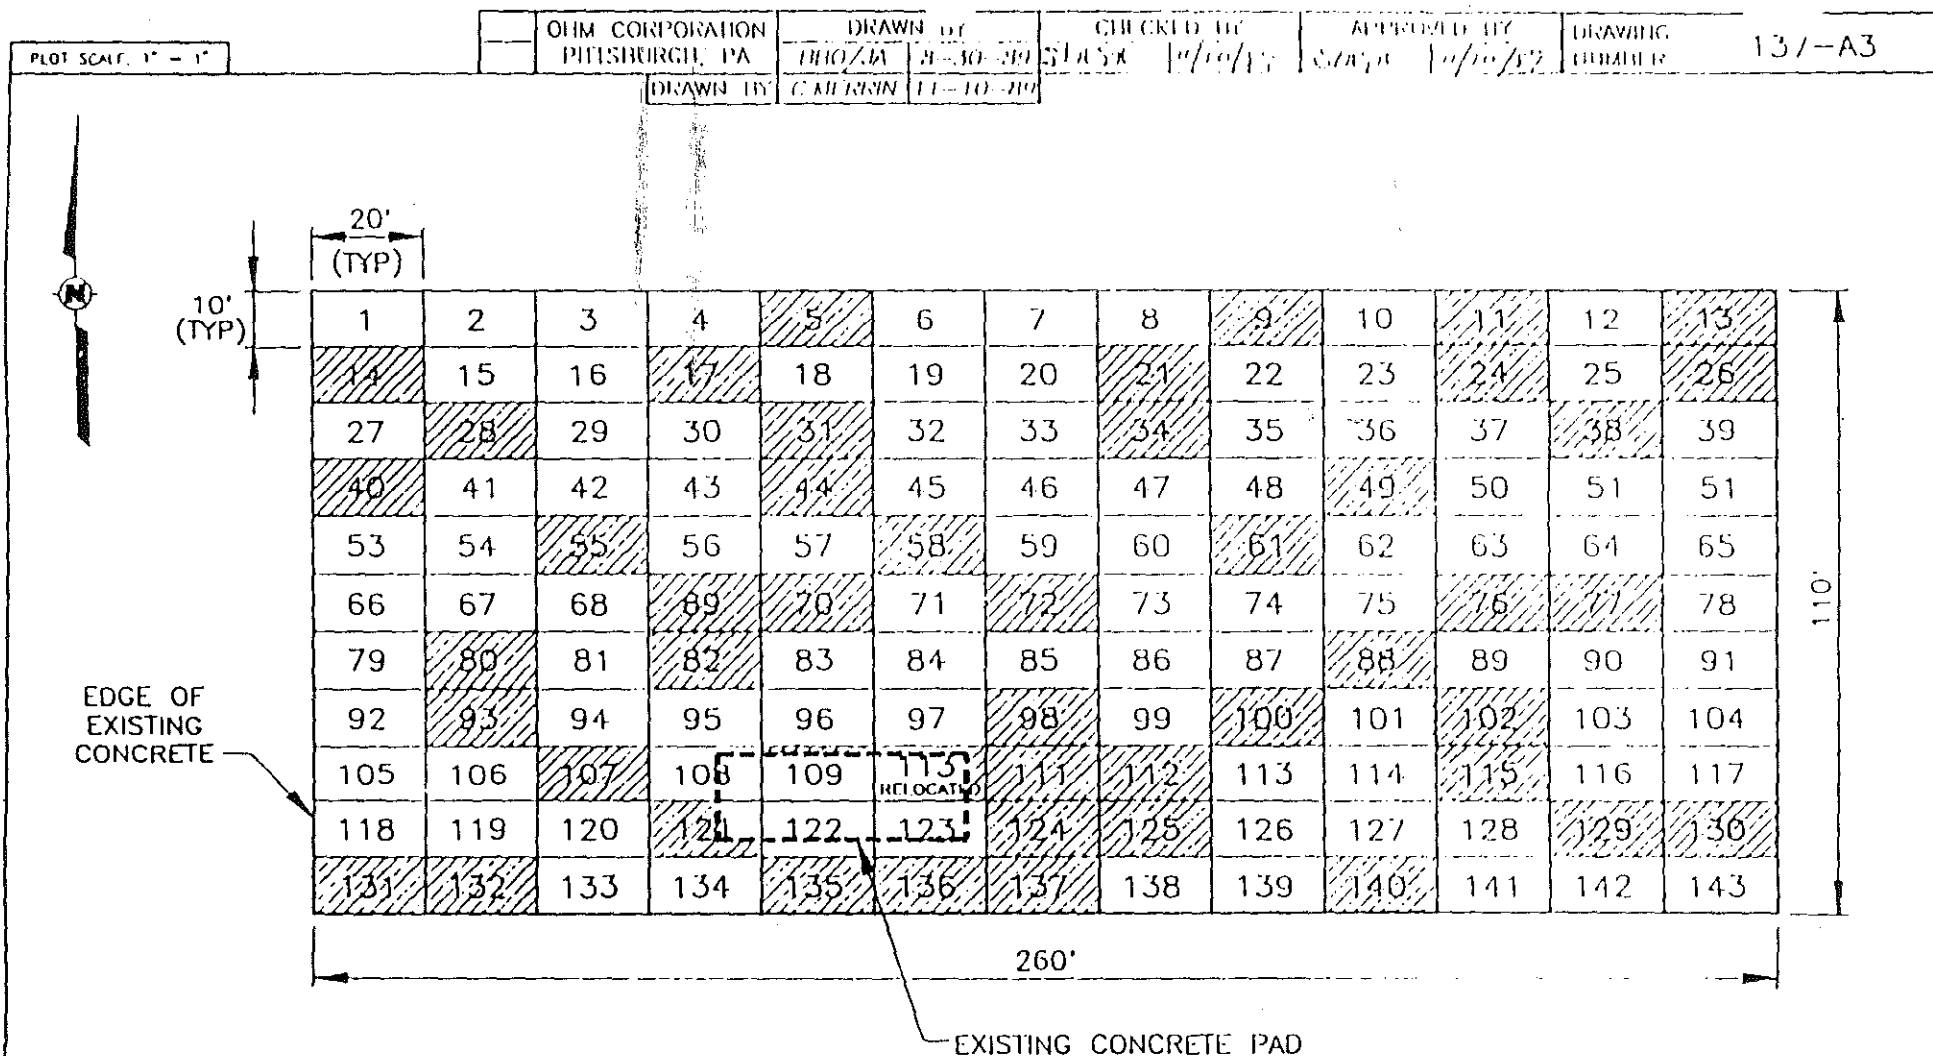 PLOT SCALE: 1" = 1"
OHM CORPORATION
PITTSBURGH, PA
DRAWN BY
CHECKED BY
APPROVED BY
DRAWING
NUMBER
137-A3
DRAWN BY
11-10-89
20'
(TYP)
10'
(TYP)
N
1 2 3 4 5 6 7 8 9 10 11 12 13
14 15 16 17 18 19 20 21 22 23 24 25 26
27 28 29 30 31 32 33 34 35 36 37 38 39
40 41 42 43 44 45 46 47 48 49 50 51 51
53 54 55 56 57 58 59 60 61 62 63 64 65
66 67 68 89 70 71 72 73 74 75 76 77 78
79 80 81 82 83 84 85 86 87 88 89 90 91
92 93 94 95 96 97 98 99 100 101 102 103 104
105 106 107 108 109 113 111 112 113 114 115 116 117
RELOCATED
118 119 120 121 122 123 124 125 126 127 128 129 130
131 132 133 134 135 136 137 138 139 140 141 142 143
110'
EDGE OF
EXISTING
CONCRETE
260'
EXISTING CONCRETE PAD